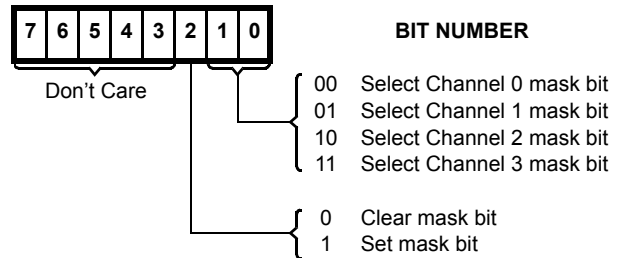 7 6 5 4 3 2 1 0 BIT NUMBER
Don't Care
00 Select Channel 0 mask bit
01 Select Channel 1 mask bit
10 Select Channel 2 mask bit
11 Select Channel 3 mask bit
0 Clear mask bit
1 Set mask bit